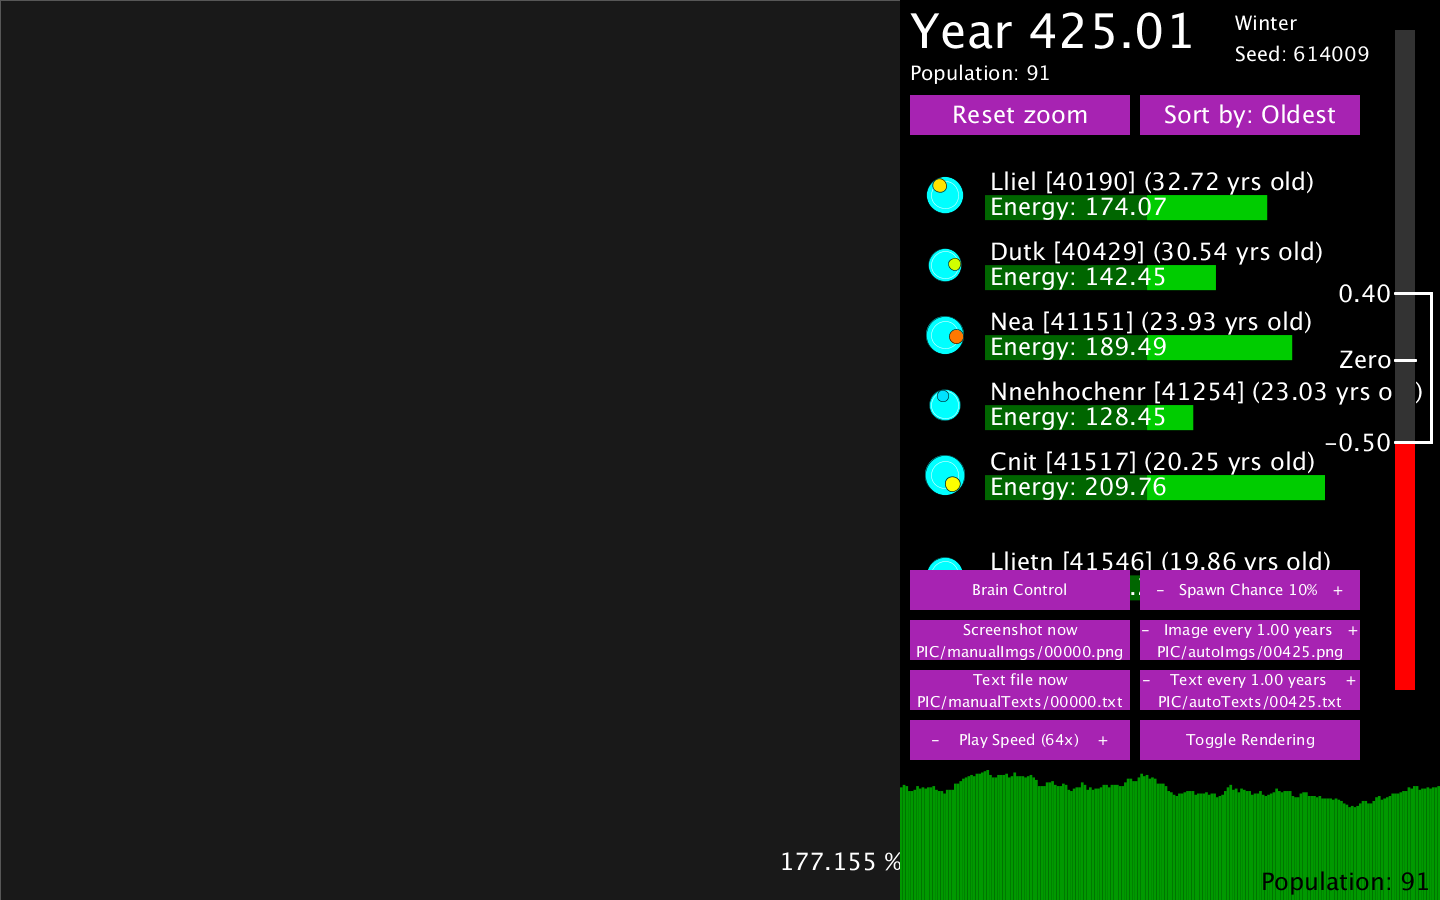 Year 425.01
Winter
Seed: 614009
Population: 91
Reset zoom
Sort by: Oldest
Lliel [40190] (32.72 yrs old)
Energy: 174.07
Dutk [40429] (30.54 yrs old)
Energy: 142.45
0.40
Nea [41151] (23.93 yrs old)
Energy: 189.49
Zero
Nnehhochenr [41254] (23.03 yrs o )
Energy: 128.45
-0.50
Cnit [41517] (20.25 yrs old)
Energy: 209.76
Llietn [41546] (19.86 yrs old)
Brain Control
- Spawn Chance 10% +
Screenshot now
PIC/manualImgs/00000.png
- Image every 1.00 years +
PIC/autoImgs/00425.png
Text file now
PIC/manualTexts/00000.txt
- Text every 1.00 years +
PIC/autoTexts/00425.txt
- Play Speed (64x) +
Toggle Rendering
177.155 %
Population: 91